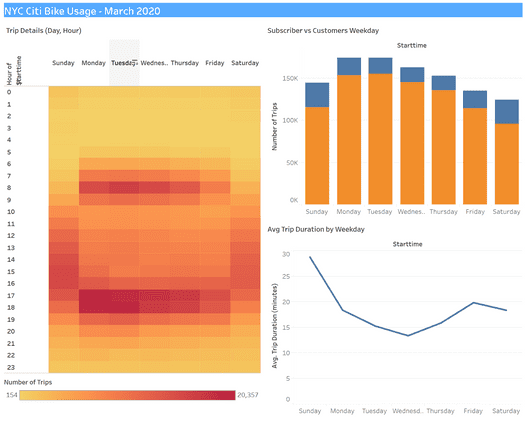 NYC Citi Bike Usage - March 2020
Trip Details (Day, Hour)
Hour of Starttime
Sunday Monday Tuesday Wednes.. Thursday Friday Saturday
0
1
2
3
4
5
6
7
8
9
10
11
12
13
14
15
16
17
18
19
20
21
22
23
Number of Trips
154 20,357
Subscriber vs Customers Weekday
Starttime
Number of Trips
150K
100K
50K
0K
Sunday Monday Tuesday Wednes.. Thursday Friday Saturday
Avg Trip Duration by Weekday
Starttime
Avg. Trip Duration (minutes)
30
25
20
15
10
5
0
Sunday Monday Tuesday Wednesd.. Thursday Friday Saturday